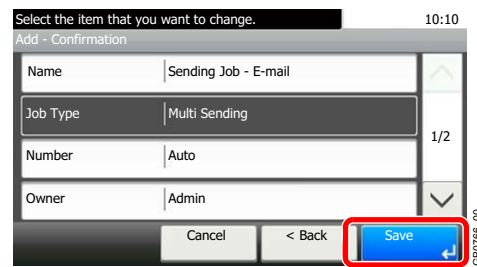 Select the item that you want to change. 10:10
Add - Confirmation
Name Sending Job - E-mail
Job Type Multi Sending
1/2
Number Auto
Owner Admin
Cancel < Back Save
GB0766_00